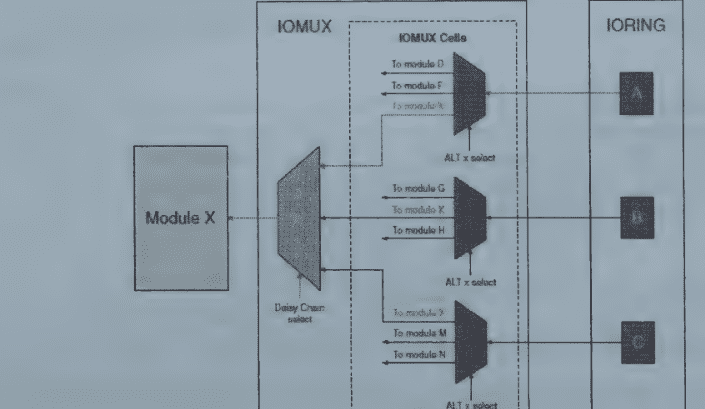 IOMUX
IORING
IOMUX Cells
To module D
To module F
To module X
A
ALT x select
Module X
To module G
To module X
To module H
B
ALT x select
Daisy Chain
select
To module X
To module M
To module N
C
ALT x select